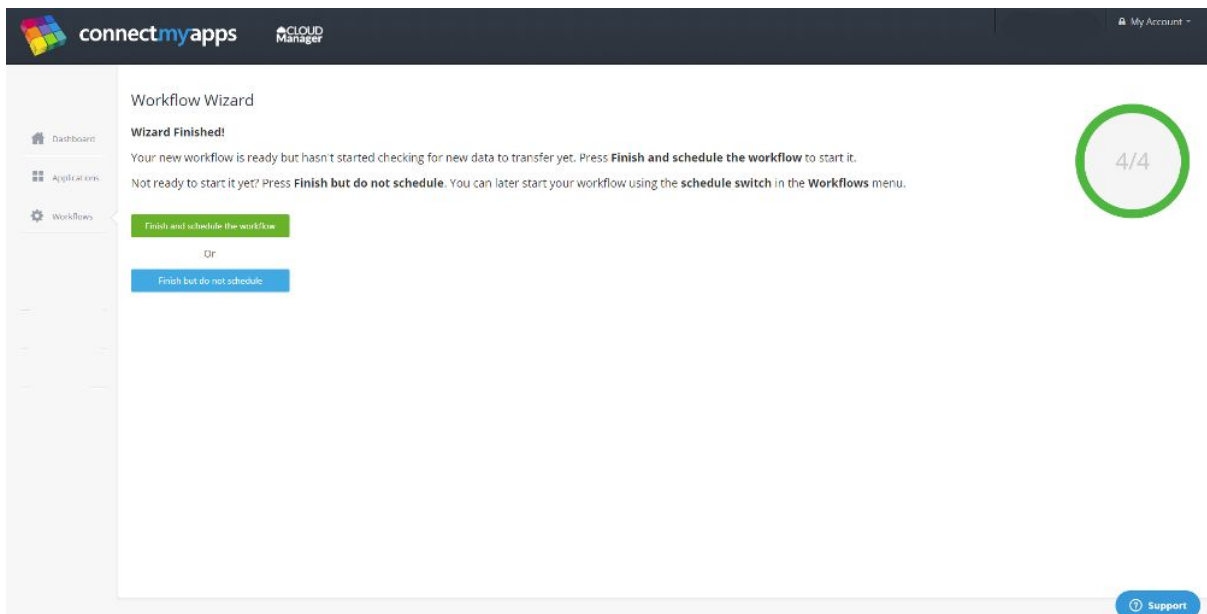 connectmyapps
CLOUD
Manager
My Account
Workflow Wizard
Wizard Finished!
Your new workflow is ready but hasn't started checking for new data to transfer yet. Press Finish and schedule the workflow to start it.
Not ready to start it yet? Press Finish but do not schedule. You can later start your workflow using the schedule switch in the Workflows menu.
Dashboard
Applications
Workflows
4/4
Finish and schedule the workflow
Or
Finish but do not schedule
Support